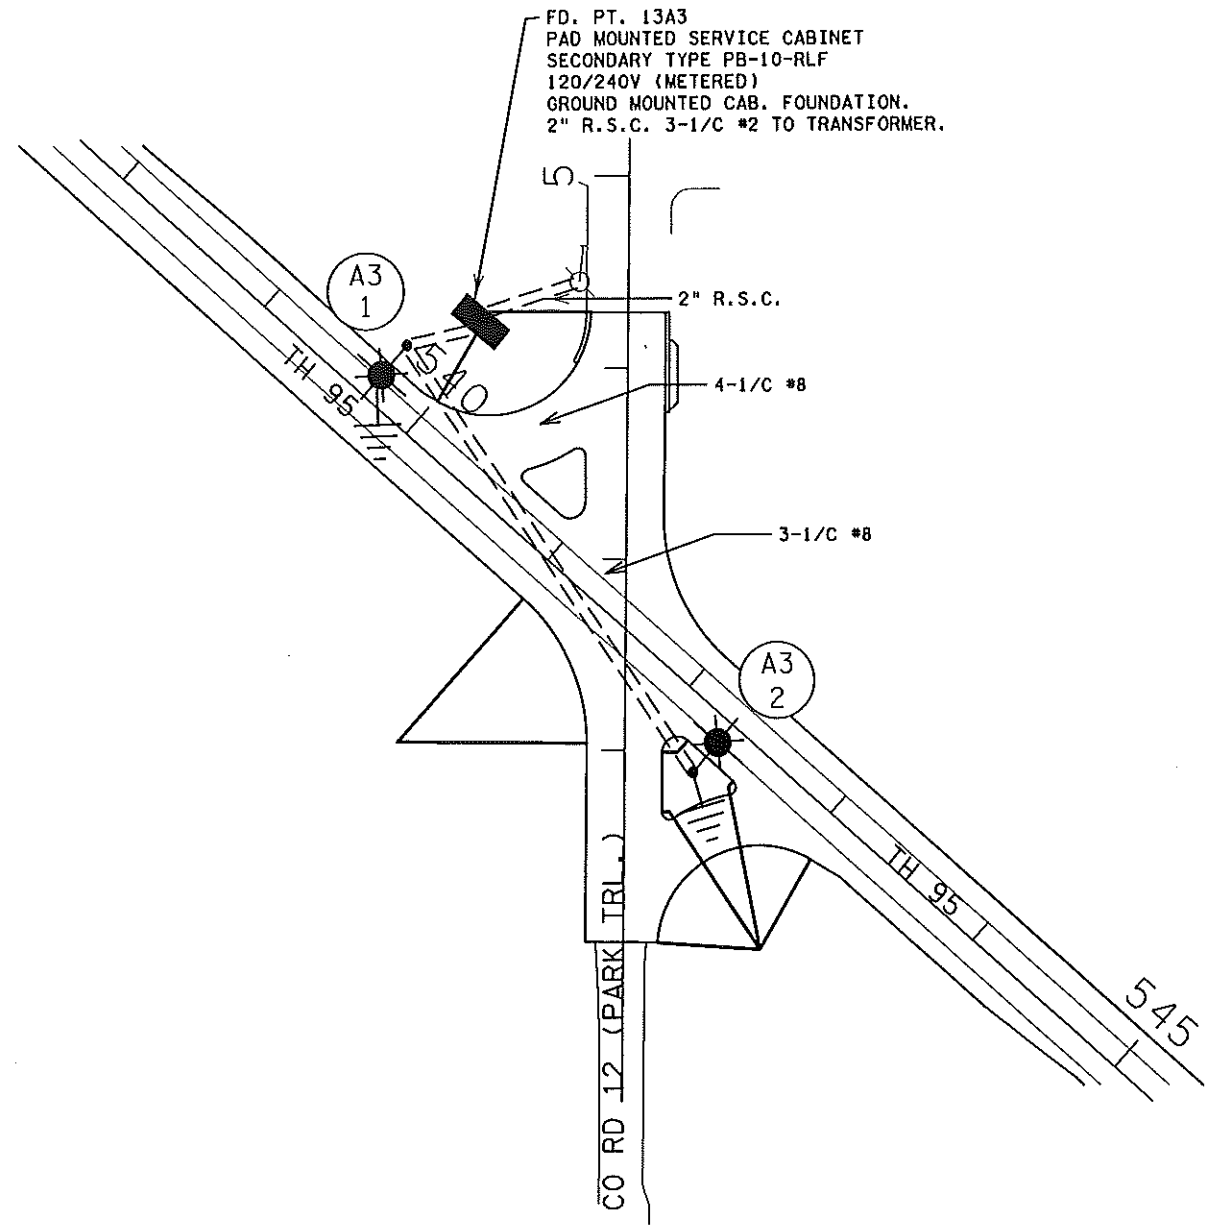 FD. PT. 13A3
PAD MOUNTED SERVICE CABINET
SECONDARY TYPE PB-10-RLF
120/240V (METERED)
GROUND MOUNTED CAB. FOUNDATION.
2" R.S.C. 3-1/C #2 TO TRANSFORMER.
5
A3
1
2" R.S.C.
TH 95
540
4-1/C #8
3-1/C #8
A3
2
TH 95
545
CO RD 12 (PARK TRL.)